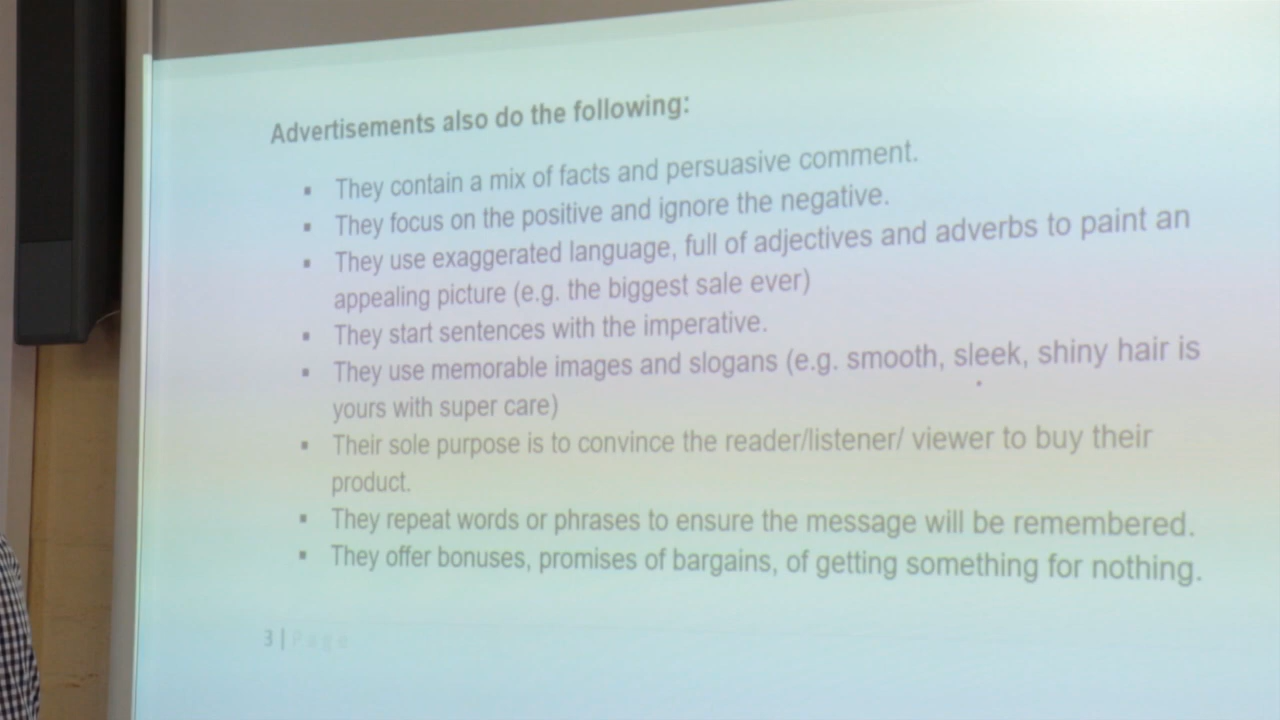 Advertisements also do the following:
▪ They contain a mix of facts and persuasive comment.
▪ They focus on the positive and ignore the negative.
▪ They use exaggerated language, full of adjectives and adverbs to paint an
appealing picture (e.g. the biggest sale ever)
▪ They start sentences with the imperative.
▪ They use memorable images and slogans (e.g. smooth, sleek, shiny hair is
yours with super care)
▪ Their sole purpose is to convince the reader/listener/ viewer to buy their
product.
▪ They repeat words or phrases to ensure the message will be remembered.
▪ They offer bonuses, promises of bargains, of getting something for nothing.
3 | Page